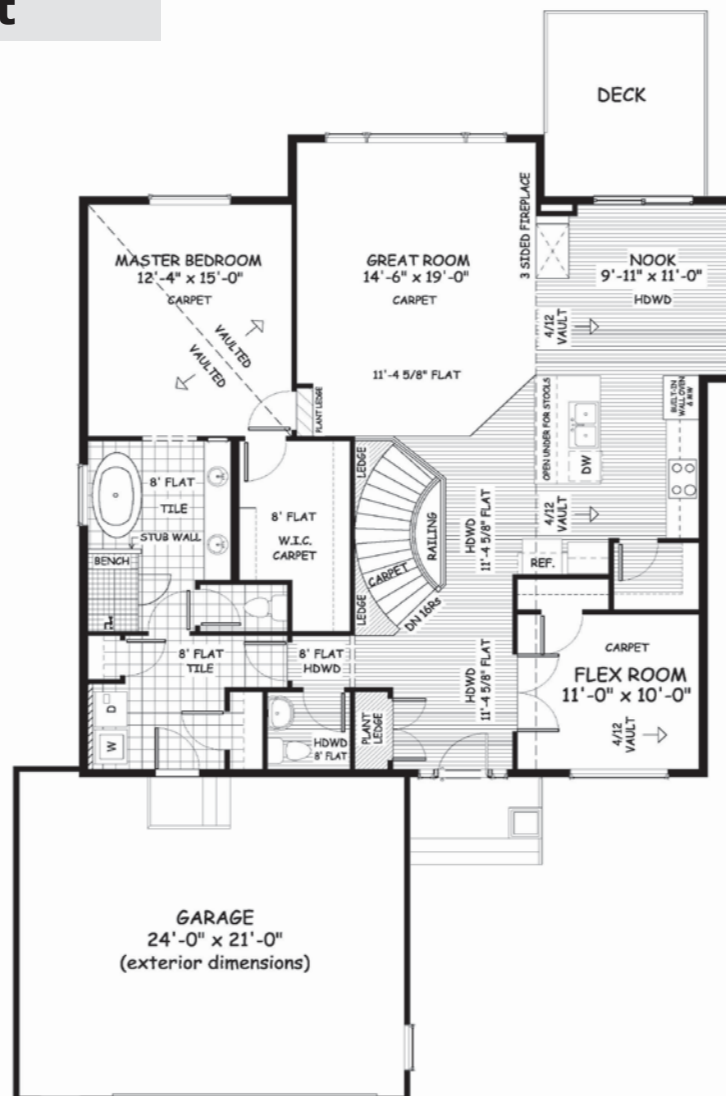 t
DECK
3 SIDED FIREPLACE
MASTER BEDROOM
12'-4" x 15'-0"
CARPET
VAULTED
VAULTED
GREAT ROOM
14'-6" x 19'-0"
CARPET
11'-4 5/8" FLAT
NOOK
9'-11" x 11'-0"
HDWD
4/12
VAULT
PLANT LEDGE
OPEN UNDER FOR STOOLS
DW
BUILT-IN
WALL OVEN
& MW
4/12
VAULT
8' FLAT
TILE
STUB WALL
BENCH
8' FLAT
W.I.C.
CARPET
LEDGE
RAILING
CARPET
LEDGE
DN 16Rs
HDWD
11'-4 5/8" FLAT
REF.
8' FLAT
TILE
8' FLAT
HDWD
HDWD
11'-4 5/8" FLAT
CARPET
FLEX ROOM
11'-0" x 10'-0"
4/12
VAULT
D
W
HDWD
8' FLAT
PLANT
LEDGE
GARAGE
24'-0" x 21'-0"
(exterior dimensions)